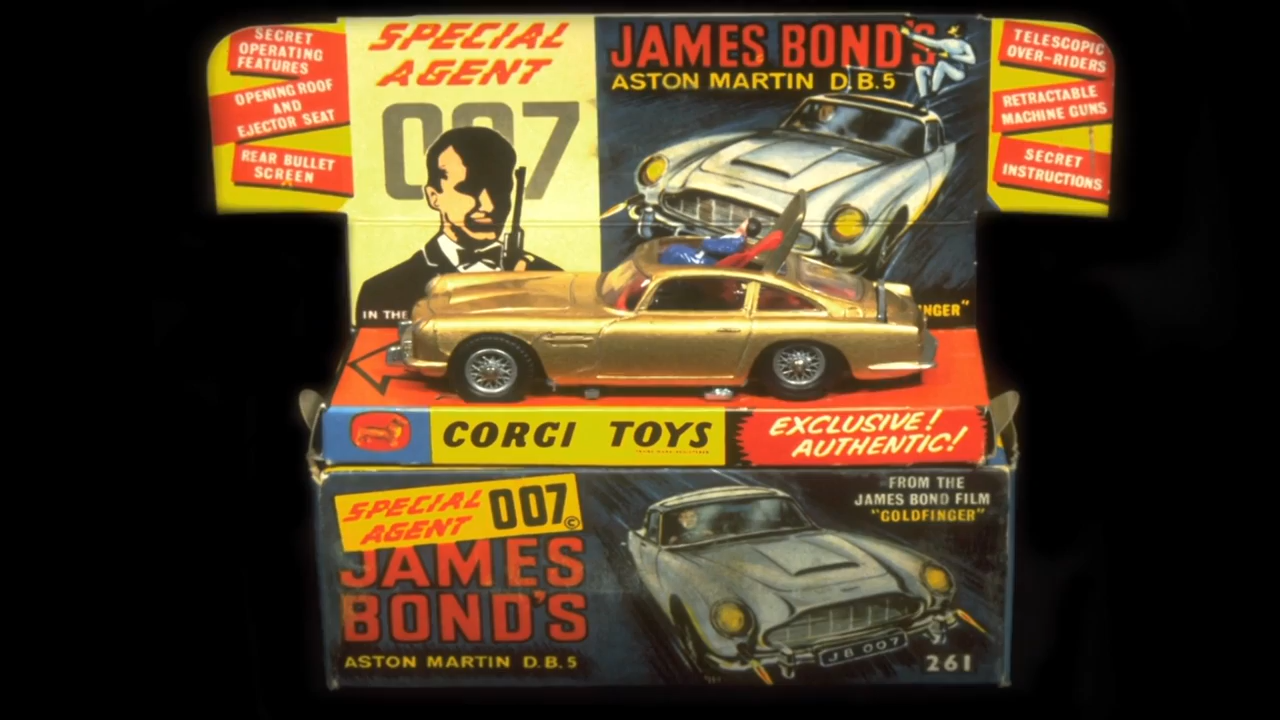 SECRET
OPERATING
FEATURES
OPENING ROOF
AND
EJECTOR SEAT
REAR BULLET
SCREEN
SPECIAL
AGENT
007
IN THE
JAMES BOND'S
ASTON MARTIN D.B.5
NGER"
TELESCOPIC
OVER-RIDERS
RETRACTABLE
MACHINE GUNS
SECRET
INSTRUCTIONS
CORGI TOYS
EXCLUSIVE!
AUTHENTIC!
SPECIAL
AGENT
007©
JAMES
BOND'S
ASTON MARTIN D.B.5
FROM THE
JAMES BOND FILM
"GOLDFINGER"
JB 007
261